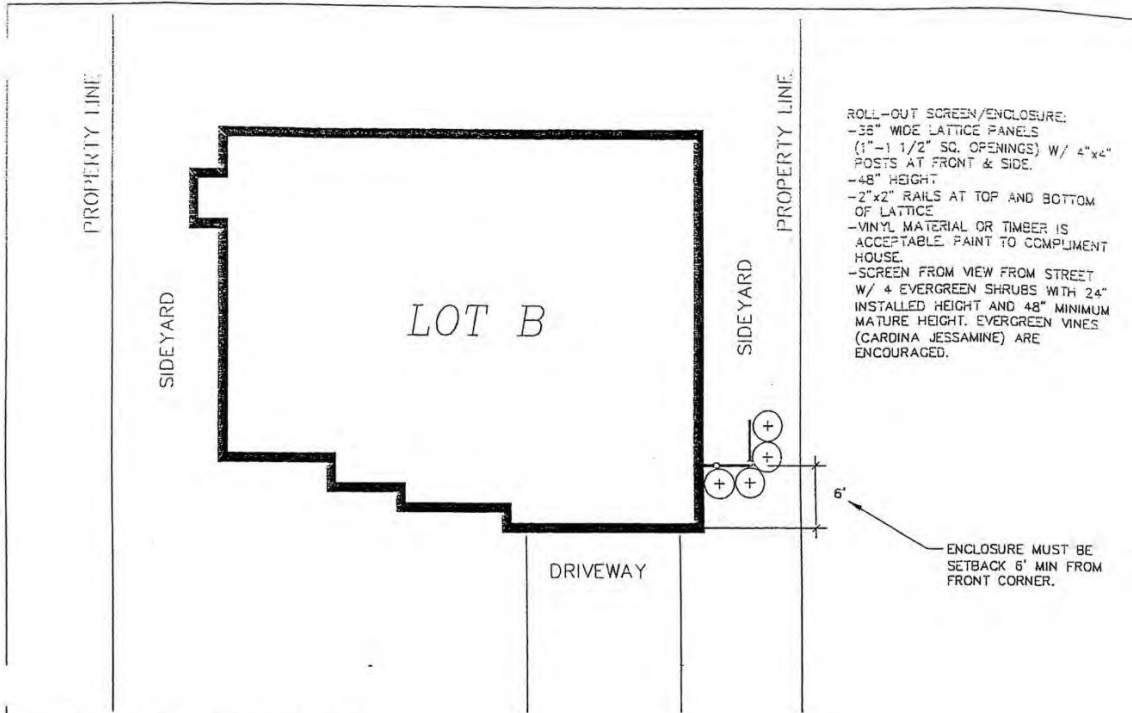 PROPERTY LINE
SIDEYARD
LOT B
SIDEYARD
PROPERTY LINE
ROLL-OUT SCREEN/ENCLOSURE:
-36" WIDE LATTICE PANELS
(1"-1 1/2" SQ. OPENINGS) W/ 4"x4"
POSTS AT FRONT & SIDE.
-48" HEIGHT
-2"x2" RAILS AT TOP AND BOTTOM
OF LATTICE
-VINYL MATERIAL OR TIMBER IS
ACCEPTABLE. PAINT TO COMPLIMENT
HOUSE.
-SCREEN FROM VIEW FROM STREET
W/ 4 EVERGREEN SHRUBS WITH 24"
INSTALLED HEIGHT AND 48" MINIMUM
MATURE HEIGHT. EVERGREEN VINES
(CARDINA JESSAMINE) ARE
ENCOURAGED.
6'
ENCLOSURE MUST BE
SETBACK 6' MIN FROM
FRONT CORNER.
DRIVEWAY